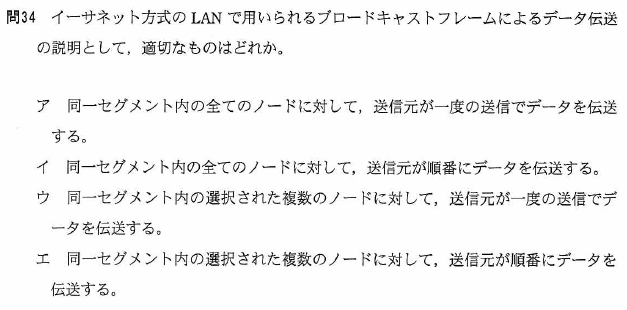 問34 イーサネット方式の LAN で用いられるブロードキャストフレームによるデータ伝送
の説明として，適切なものはどれか。
ア 同一セグメント内の全てのノードに対して，送信元が一度の送信でデータを伝送
する。
イ 同一セグメント内の全てのノードに対して，送信元が順番にデータを伝送する。
ウ 同一セグメント内の選択された複数のノードに対して，送信元が一度の送信でデ
ータを伝送する。
エ 同一セグメント内の選択された複数のノードに対して，送信元が順番にデータを
伝送する。